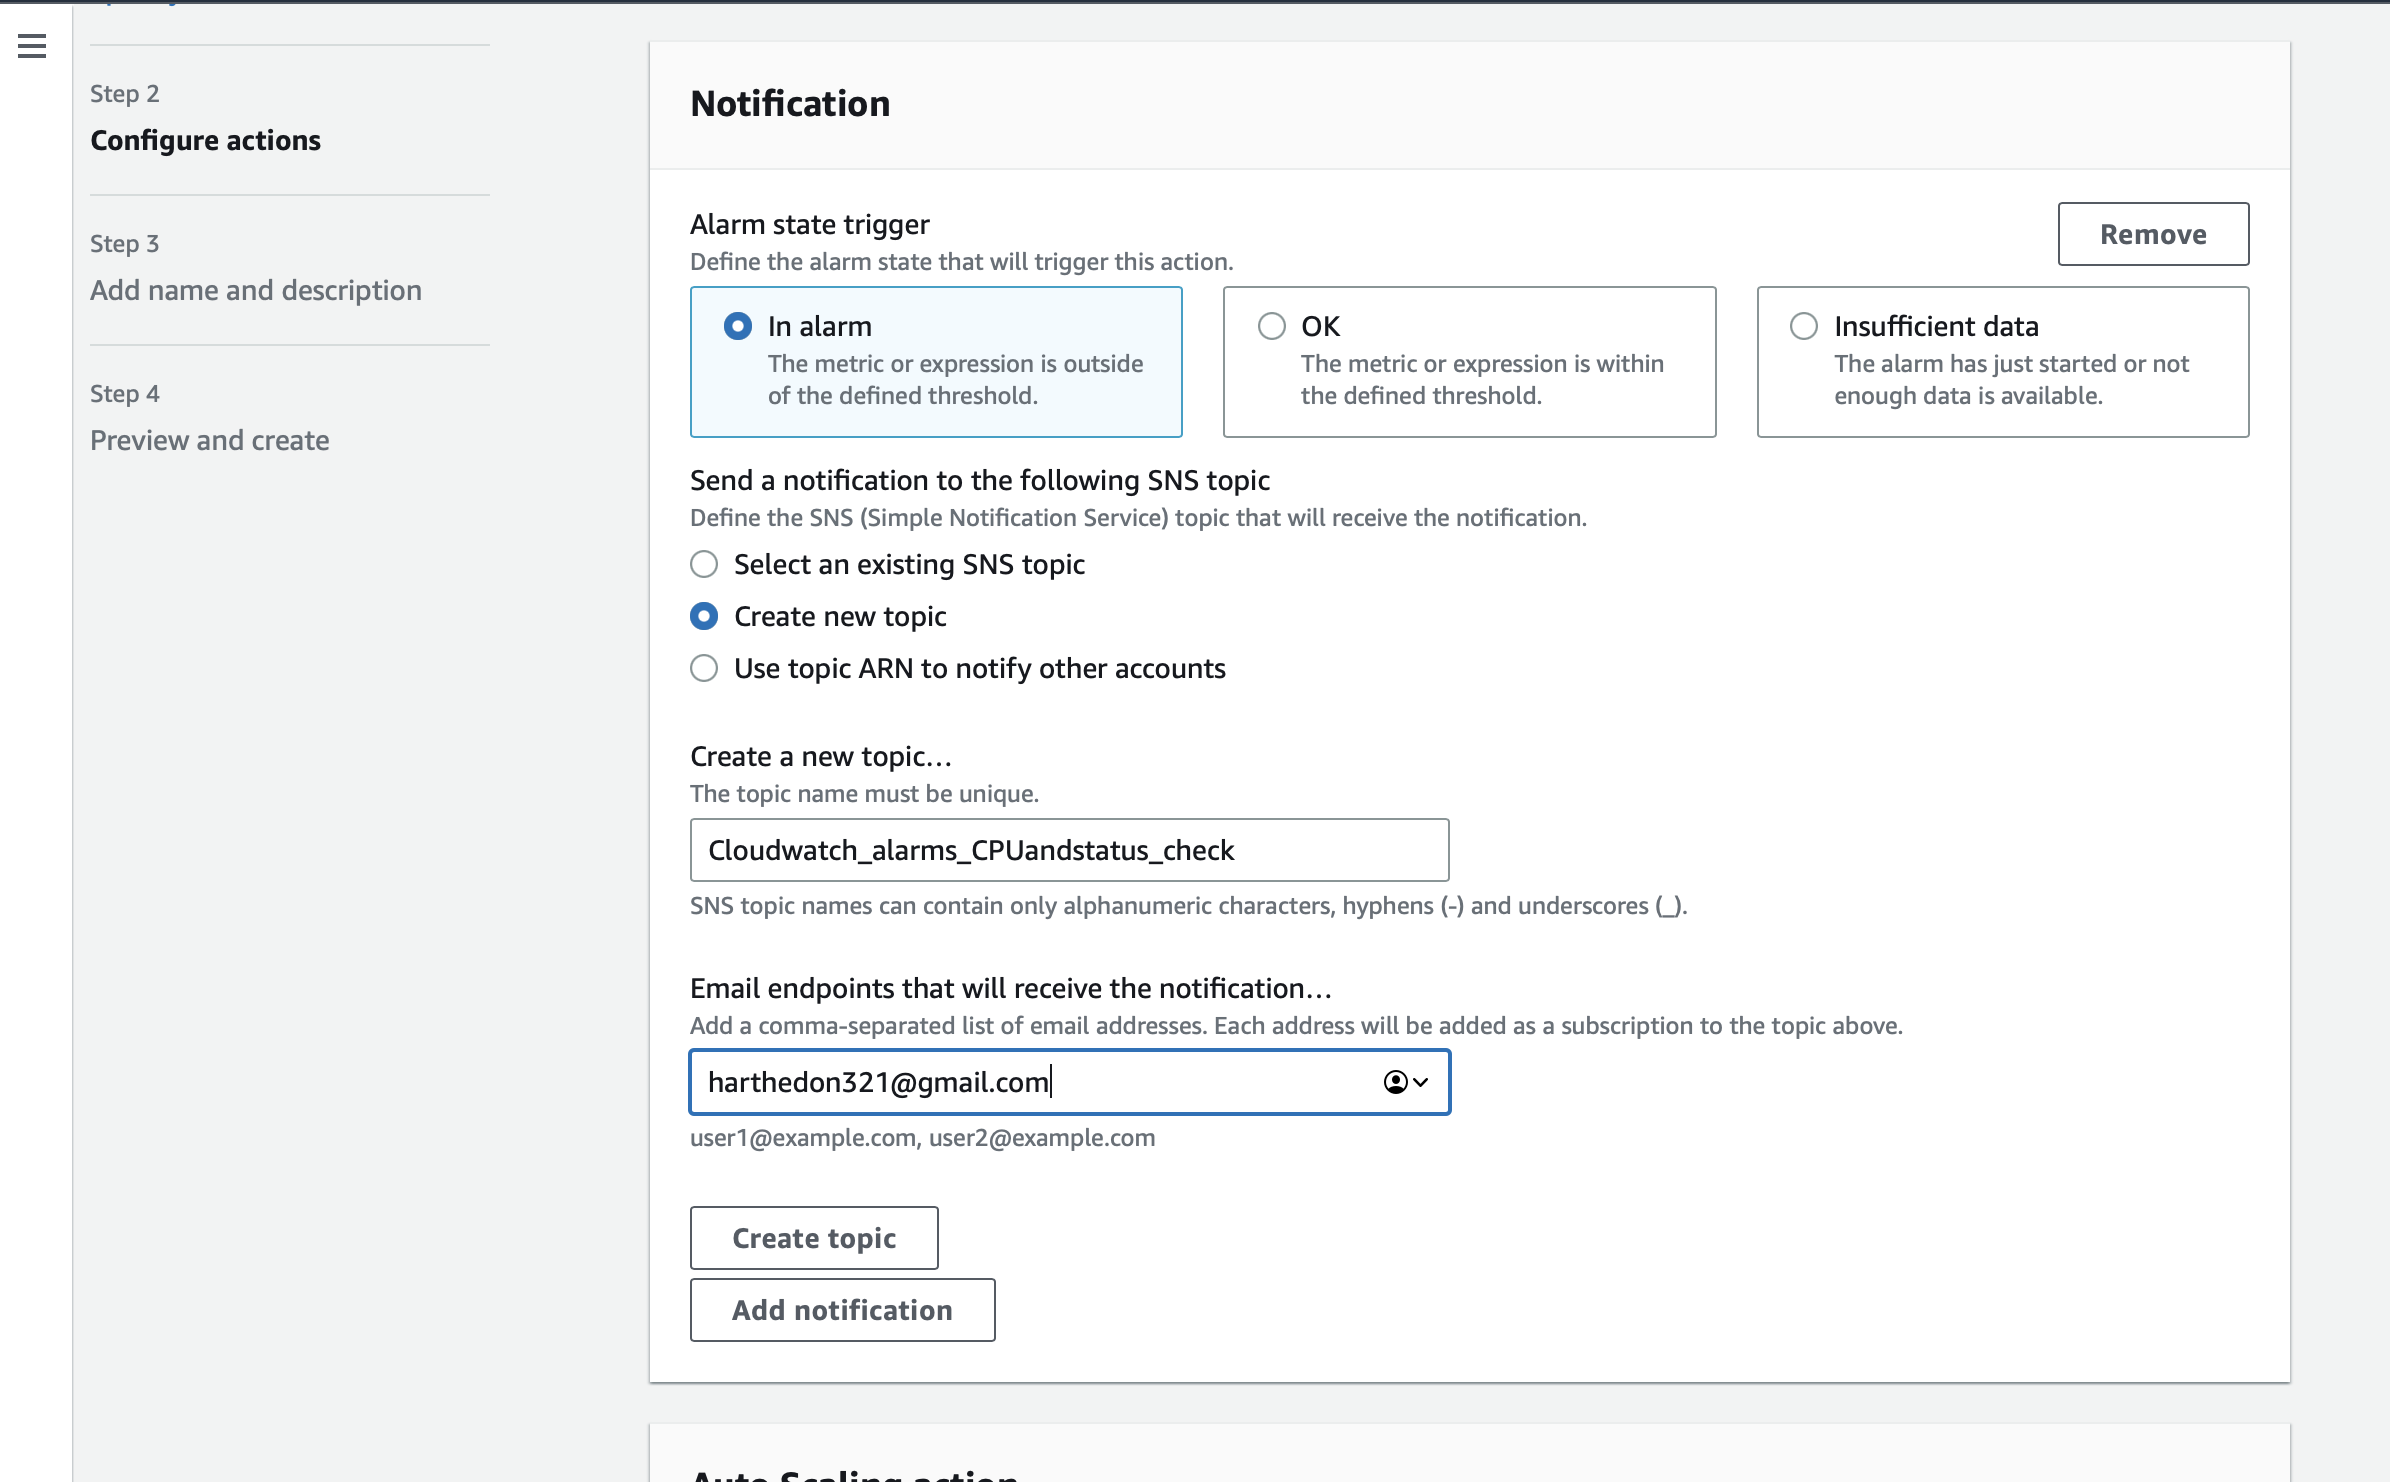 Step 2
Configure actions
Step 3
Add name and description
Step 4
Preview and create
Notification
Alarm state trigger
Define the alarm state that will trigger this action.
Remove
In alarm
The metric or expression is outside
of the defined threshold.
OK
The metric or expression is within
the defined threshold.
Insufficient data
The alarm has just started or not
enough data is available.
Send a notification to the following SNS topic
Define the SNS (Simple Notification Service) topic that will receive the notification.
Select an existing SNS topic
Create new topic
Use topic ARN to notify other accounts
Create a new topic…
The topic name must be unique.
Cloudwatch_alarms_CPUandstatus_check
SNS topic names can contain only alphanumeric characters, hyphens (-) and underscores (_).
Email endpoints that will receive the notification…
Add a comma-separated list of email addresses. Each address will be added as a subscription to the topic above.
harthedon321@gmail.com
user1@example.com, user2@example.com
Create topic
Add notification
Auto Scaling action